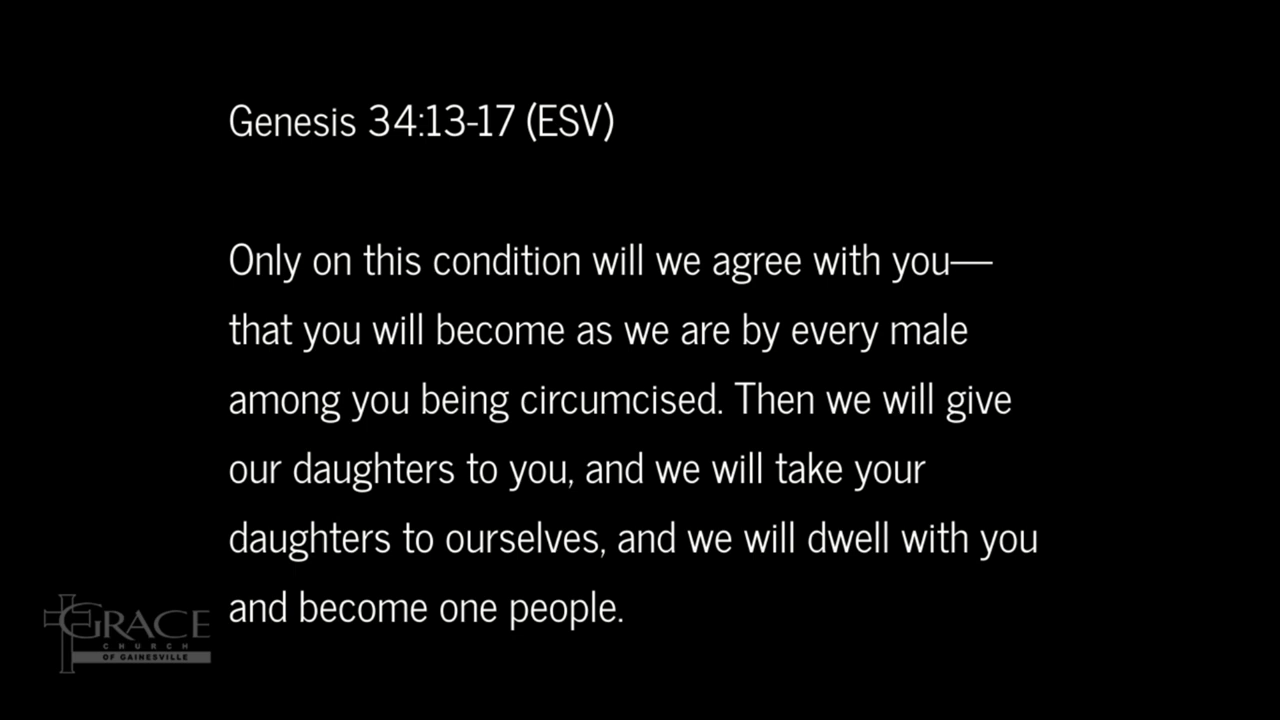 Genesis 34:13-17 (ESV)
Only on this condition will we agree with you—
that you will become as we are by every male
among you being circumcised. Then we will give
our daughters to you, and we will take your
daughters to ourselves, and we will dwell with you
and become one people.
GRACE
CHURCH
OF GAINESVILLE